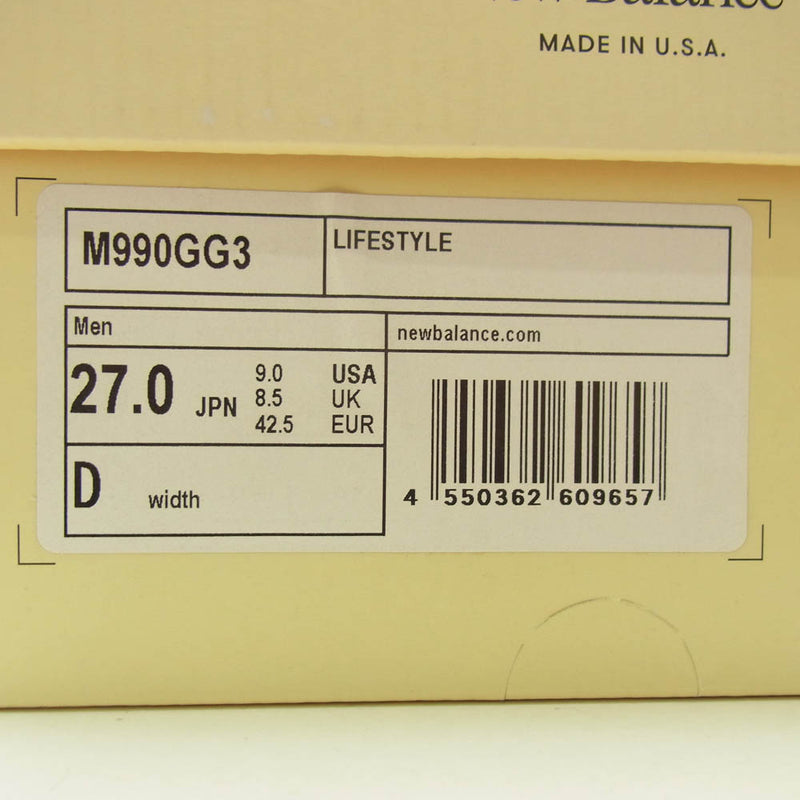 Balance
MADE IN U.S.A.
M990GG3
LIFESTYLE
Men
newbalance.com
27.0 JPN
9.0 USA
8.5 UK
42.5 EUR
D width
4 550362 609657